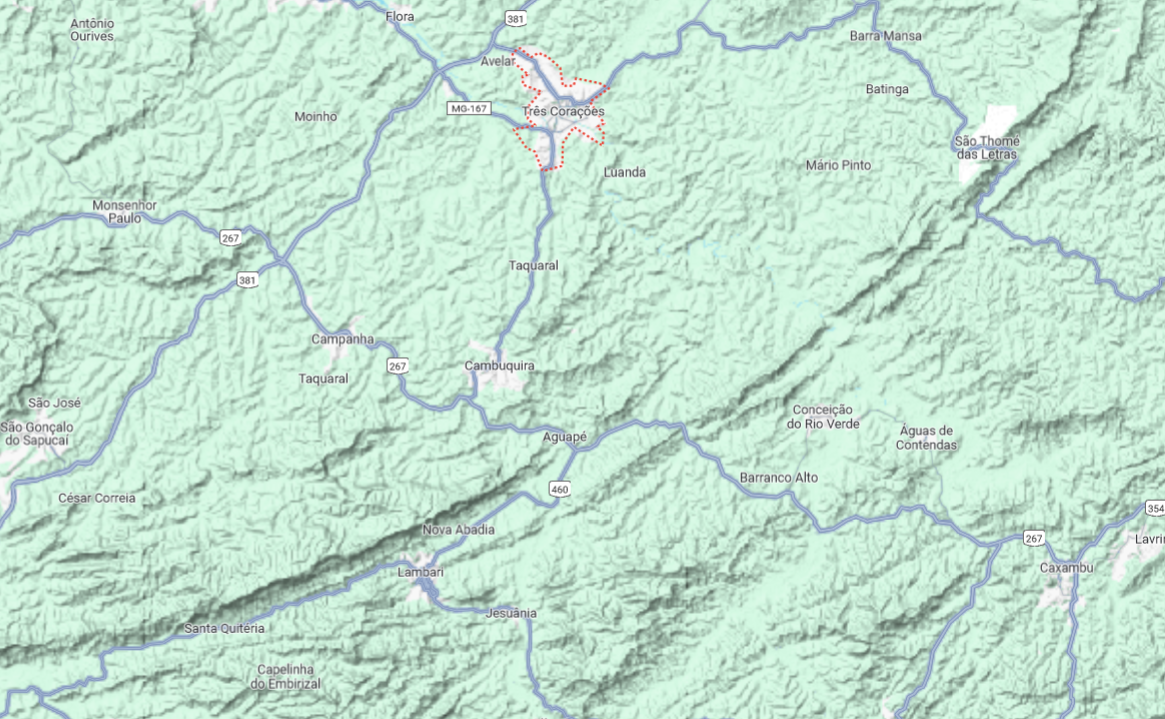 Flora
381
Antônio
Ourives
Barra Mansa
Avelar
Batinga
MG-167
Três Corações
Moinho
São Thomé
das Letras
Mário Pinto
Luanda
Monsenhor
Paulo
267
Taquaral
381
Campanha
267
Cambuquira
Taquaral
São José
São Gonçalo
do Sapucaí
Conceição
do Rio Verde
Águas de
Contendas
Aguapé
Barranco Alto
460
César Correia
354
Nova Abadia
267
Lavrin
Caxambu
Lambari
Jesuânia
Santa Quitéria
Capelinha
do Embirizal